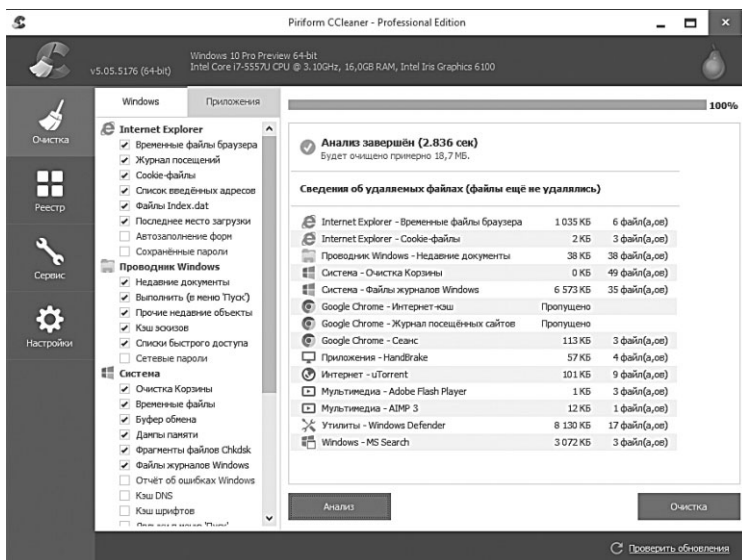 Piriform CCleaner - Professional Edition
v5.05.5176 (64-bit)
Windows 10 Pro Preview 64-bit
Intel Core i7-5557U CPU @ 3.10GHz, 16,0GB RAM, Intel Iris Graphics 6100
Очистка
Реестр
Сервис
Настройки
Windows
Приложения
Internet Explorer
Временные файлы браузера
Журнал посещений
Cookie-файлы
Список введённых адресов
Файлы Index.dat
Последнее место загрузки
Автозаполнение форм
Сохранённые пароли
Проводник Windows
Недавние документы
Выполнить (в меню 'Пуск')
Прочие недавние объекты
Кэш эскизов
Списки быстрого доступа
Сетевые пароли
Система
Очистка Корзины
Временные файлы
Буфер обмена
Дампы памяти
Фрагменты файлов Chkdsk
Файлы журналов Windows
Отчёт об ошибках Windows
Кэш DNS
Кэш шрифтов
100%
Анализ завершён (2.836 сек)
Будет очищено примерно 18,7 МБ.
Сведения об удаляемых файлах (файлы ещё не удалялись)
Internet Explorer - Временные файлы браузера 1 035 КБ 6 файл(а,ов)
Internet Explorer - Cookie-файлы 2 КБ 3 файл(а,ов)
Проводник Windows - Недавние документы 38 КБ 38 файл(а,ов)
Система - Очистка Корзины 0 КБ 49 файл(а,ов)
Система - Файлы журналов Windows 6 573 КБ 35 файл(а,ов)
Google Chrome - Интернет-кэш Пропущено
Google Chrome - Журнал посещённых сайтов Пропущено
Google Chrome - Сеанс 113 КБ 3 файл(а,ов)
Приложения - HandBrake 57 КБ 4 файл(а,ов)
Интернет - uTorrent 101 КБ 9 файл(а,ов)
Мультимедиа - Adobe Flash Player 1 КБ 3 файл(а,ов)
Мультимедиа - AIMP 3 12 КБ 1 файл(а,ов)
Утилиты - Windows Defender 8 130 КБ 17 файл(а,ов)
Windows - MS Search 3 072 КБ 3 файл(а,ов)
Анализ
Очистка
Проверить обновления